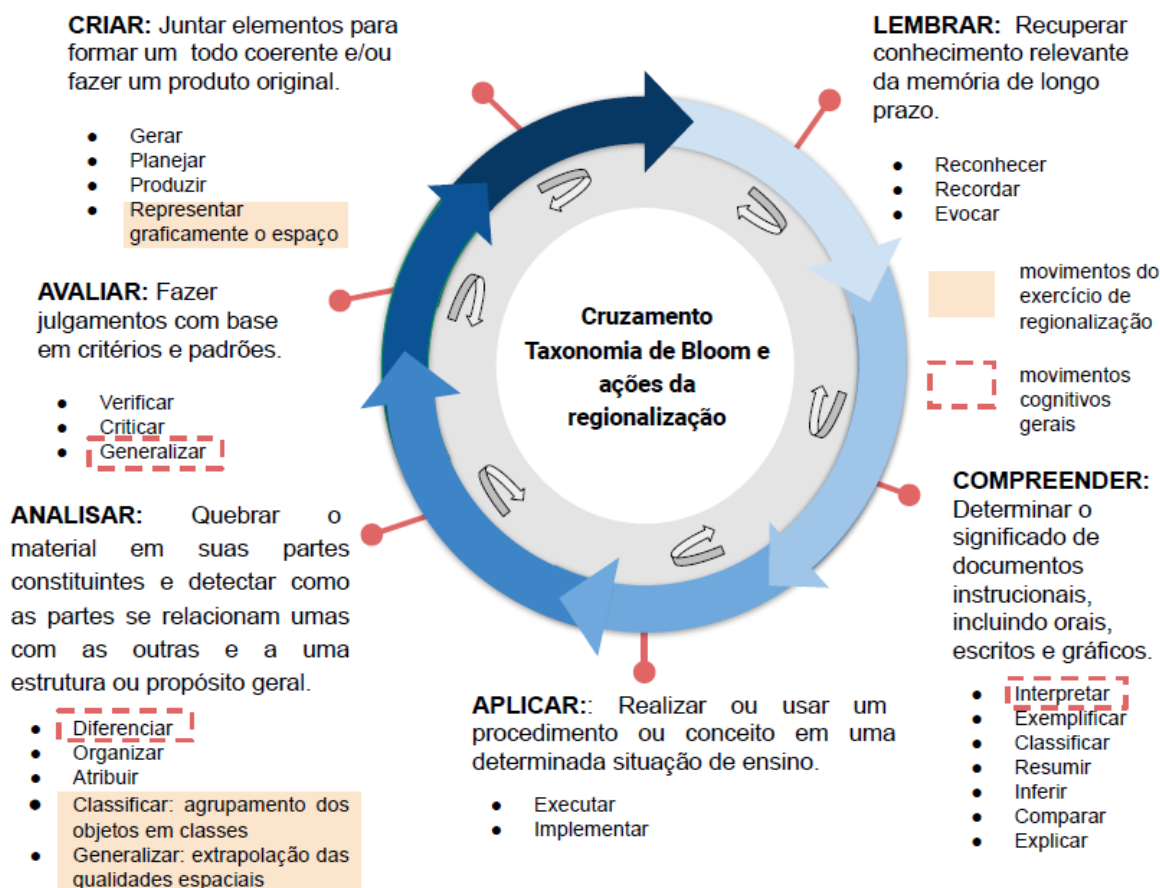 CRIAR: Juntar elementos para
formar um todo coerente e/ou
fazer um produto original.
● Gerar
● Planejar
● Produzir
● Representar
graficamente o espaço
LEMBRAR: Recuperar
conhecimento relevante
da memória de longo
prazo.
● Reconhecer
● Recordar
● Evocar
movimentos do
exercício de
regionalização
movimentos
cognitivos
gerais
AVALIAR: Fazer
julgamentos com base
em critérios e padrões.
● Verificar
● Criticar
● Generalizar
Cruzamento
Taxonomia de Bloom e
ações da
regionalização
COMPREENDER:
Determinar o
significado de
documentos
instrucionais,
incluindo orais,
escritos e gráficos.
● Interpretar
● Exemplificar
● Classificar
● Resumir
● Inferir
● Comparar
● Explicar
ANALISAR: Quebrar o
material em suas partes
constituintes e detectar como
as partes se relacionam umas
com as outras e a uma
estrutura ou propósito geral.
● Diferenciar
● Organizar
● Atribuir
● Classificar: agrupamento dos
objetos em classes
● Generalizar: extrapolação das
qualidades espaciais
APLICAR:: Realizar ou usar um
procedimento ou conceito em uma
determinada situação de ensino.
● Executar
● Implementar